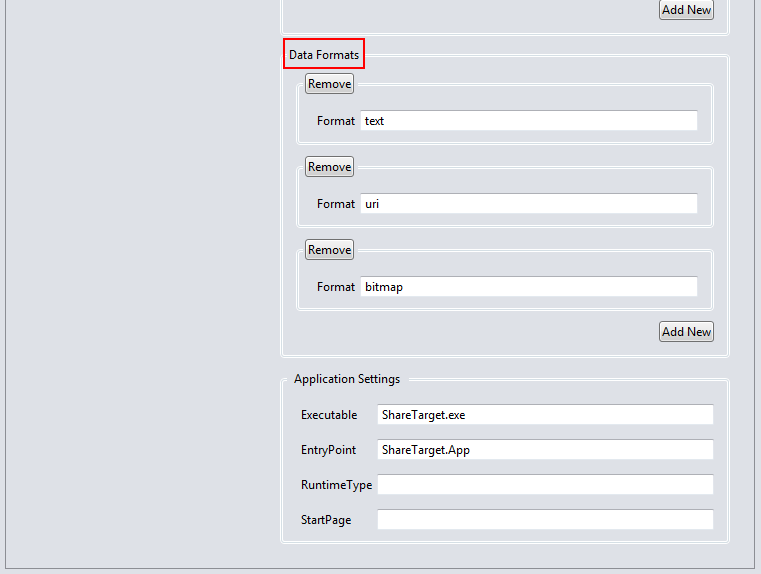 Add New
Data Formats
Remove
Format text
Remove
Format uri
Remove
Format bitmap
Add New
Application Settings
Executable ShareTarget.exe
EntryPoint ShareTarget.App
RuntimeType
StartPage